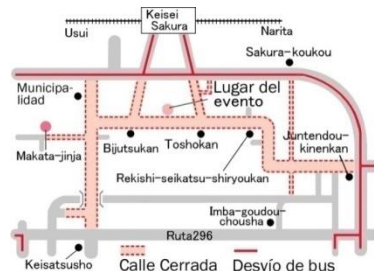 Keisei
Sakura
Usui
Narita
Sakura-koukou
Municipa-
lidad
Lugar del
evento
Makata-jinja
Bijutsukan
Toshokan
Juntendou-
kinenkan
Rekishi-seikatsu-shiryoukan
Imba-goudou-
chousha
Ruta296
Keisatsusho
Calle Cerrada
Desvío de bus